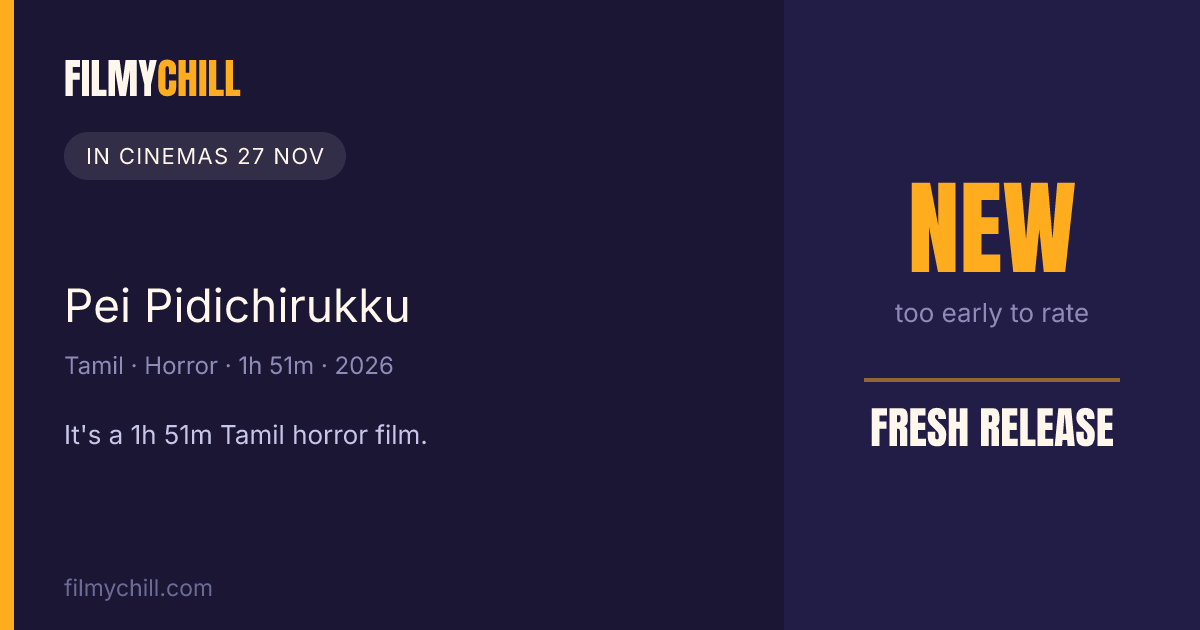 FILMYCHILL
IN CINEMAS 27 NOV
Pei Pidichirukku
Tamil · Horror · 1h 51m · 2026
It's a 1h 51m Tamil horror film.
filmychill.com
NEW
too early to rate
FRESH RELEASE